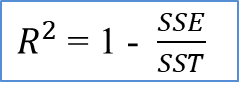 R² = 1 - SSE/SST